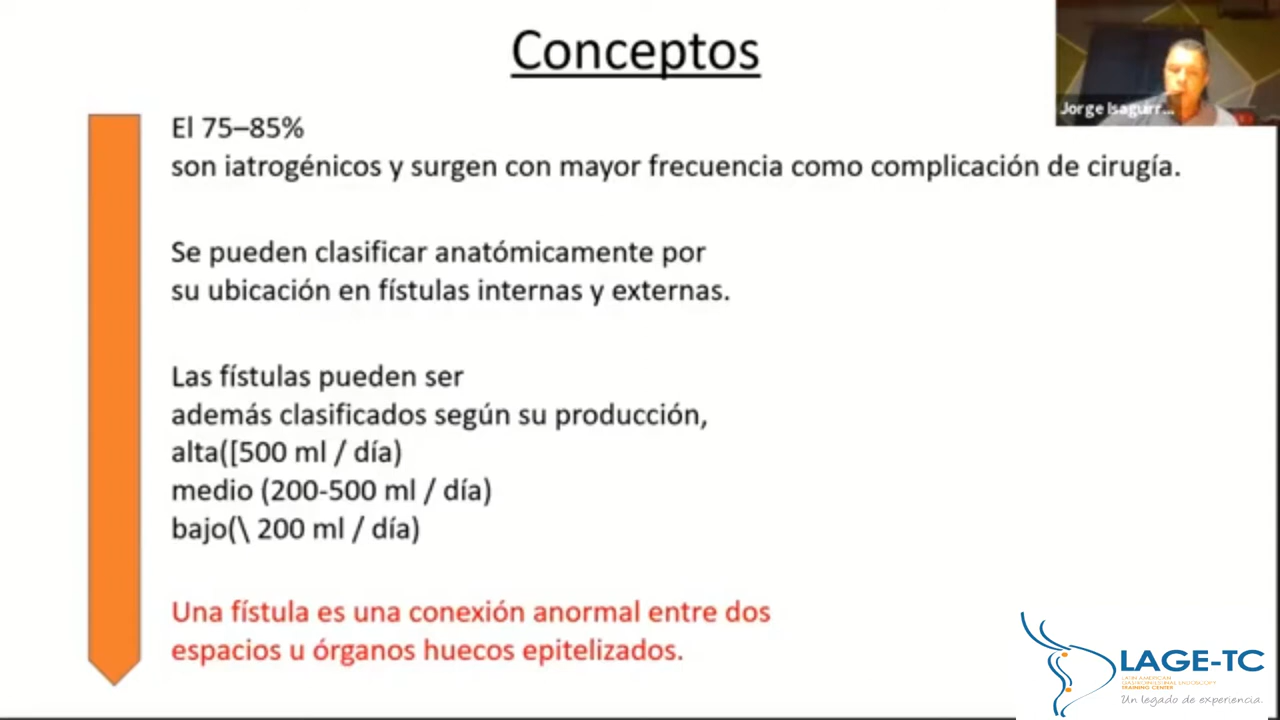 Conceptos
Jorge Isaguirr...
El 75–85%
son iatrogénicos y surgen con mayor frecuencia como complicación de cirugía.
Se pueden clasificar anatómicamente por
su ubicación en fístulas internas y externas.
Las fístulas pueden ser
además clasificados según su producción,
alta([500 ml / día)
medio (200-500 ml / día)
bajo(\ 200 ml / día)
Una fístula es una conexión anormal entre dos
espacios u órganos huecos epitelizados.
LAGE-TC
LATIN AMERICAN
GASTROINTESTINAL ENDOSCOPY
TRAINING CENTER
Un legado de experiencia.